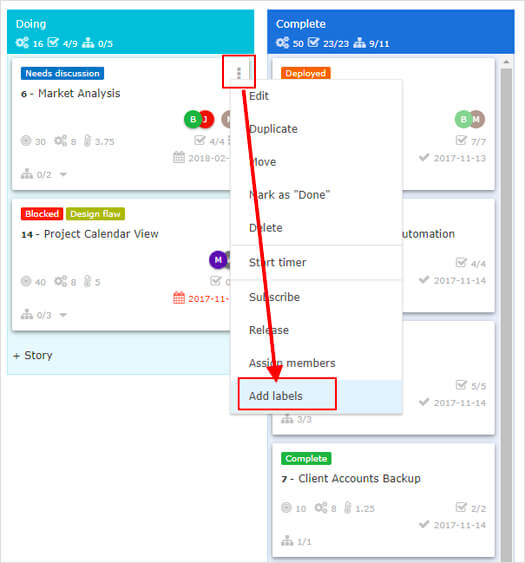 Doing
16 4/9 0/5
Needs discussion
6 - Market Analysis
B J M
30 8 3.75 4/4
2018-02-
0/2
Blocked Design flaw
14 - Project Calendar View
M
40 8 5
2017-11-
0/3
+ Story
Edit
Duplicate
Move
Mark as "Done"
Delete
Start timer
Subscribe
Release
Assign members
Add labels
Complete
50 23/23 9/11
Deployed
B M
7/7
2017-11-13
utomation
4/4
2017-11-14
5/5
2017-11-14
3/3
Complete
7 - Client Accounts Backup
10 8 1.25 2/2
2017-11-14
1/1